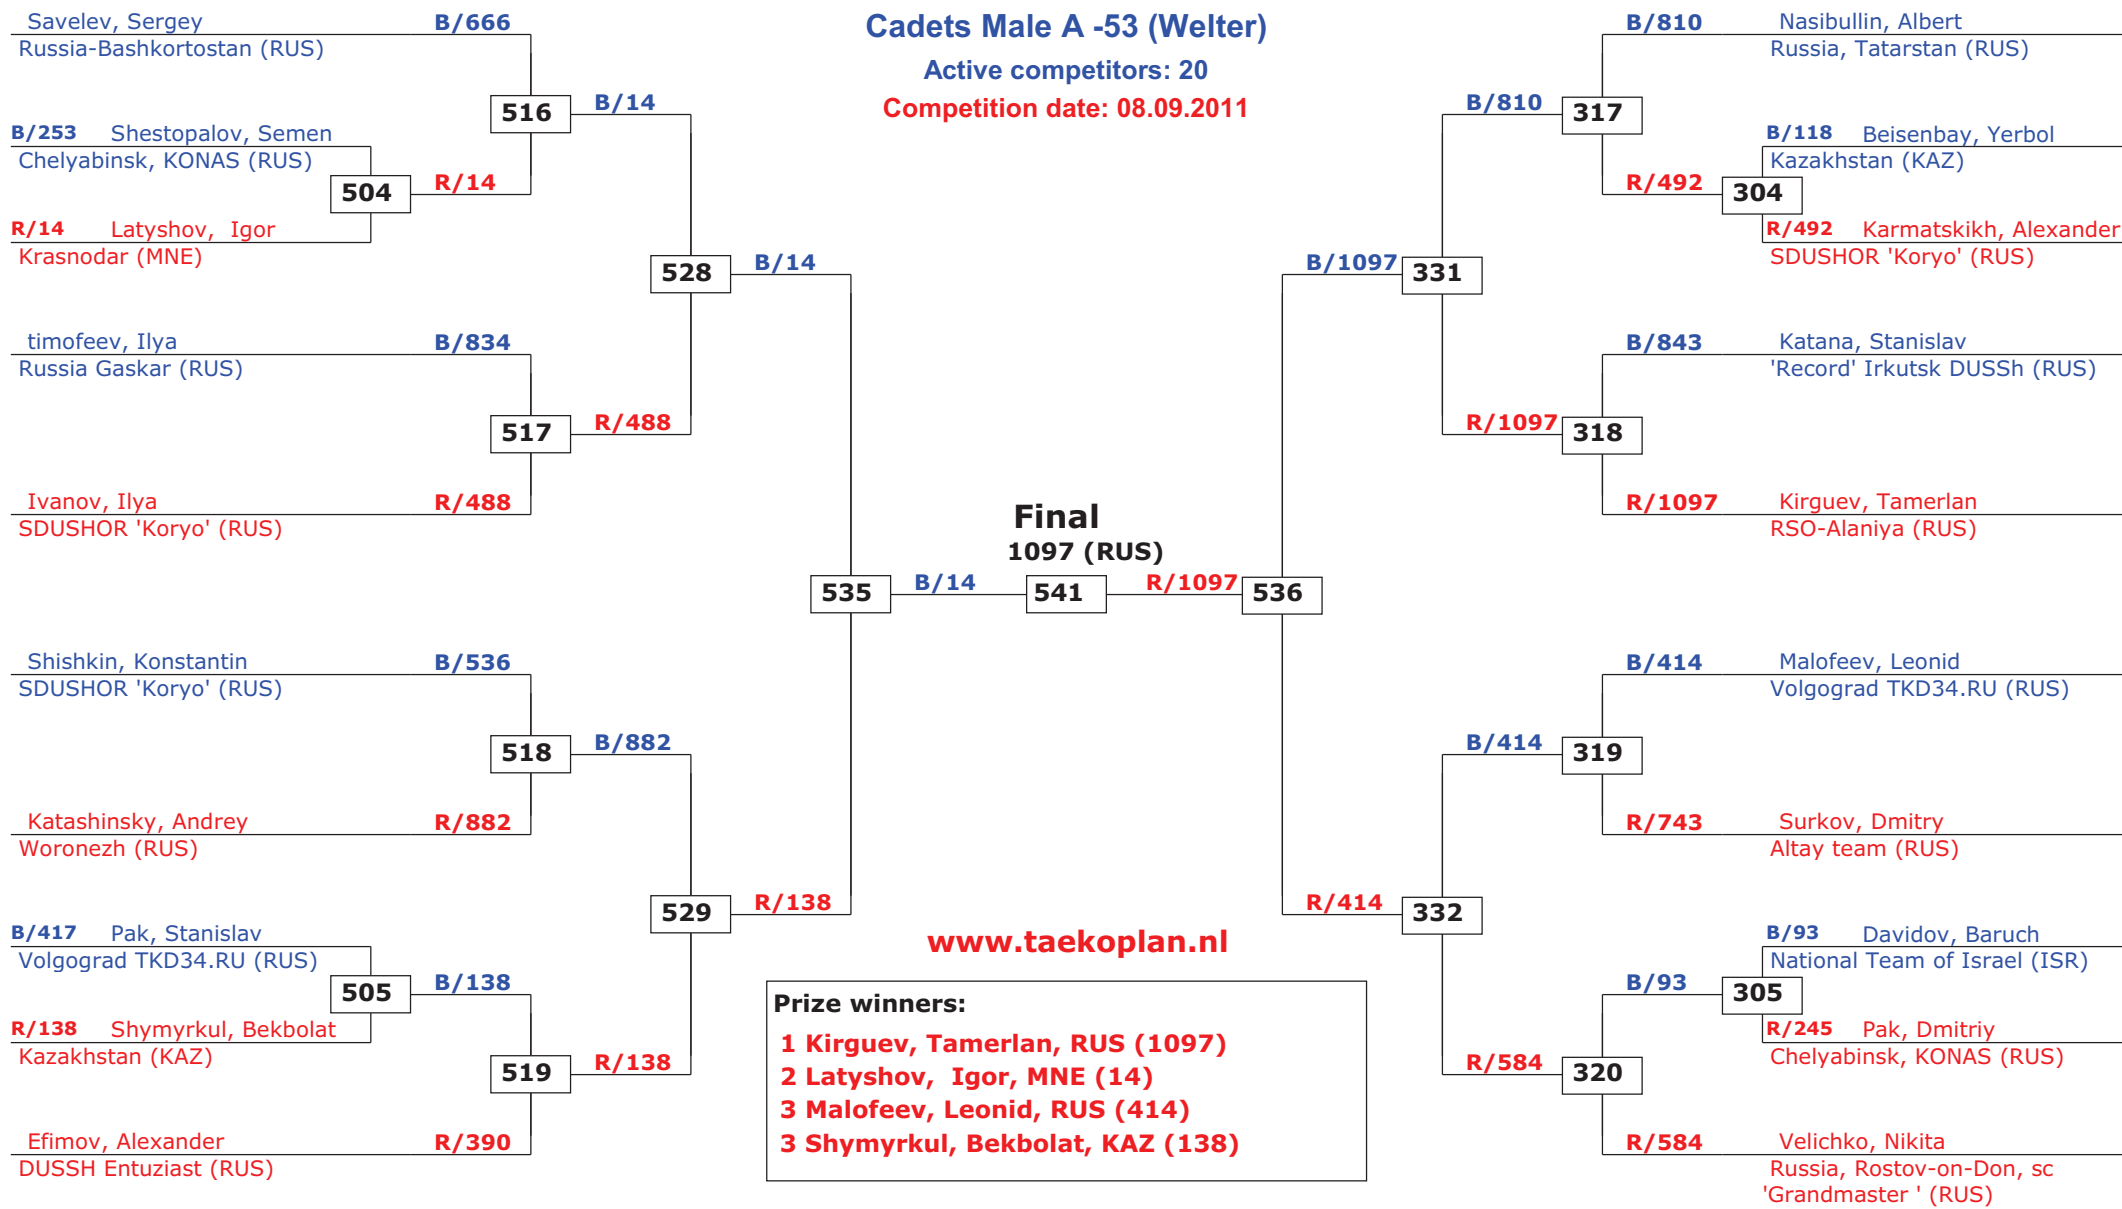 Cadets Male A -53 (Welter)
Active competitors: 20
Competition date: 08.09.2011
Savelev, Sergey
B/666
Russia-Bashkortostan (RUS)
516
B/14
B/253
Shestopalov, Semen
Chelyabinsk, KONAS (RUS)
504
R/14
R/14
Latyshov,  Igor
Krasnodar (MNE)
528
B/14
timofeev, Ilya
B/834
Russia Gaskar (RUS)
517
R/488
Ivanov, Ilya
R/488
SDUSHOR 'Koryo' (RUS)
535
B/14
Shishkin, Konstantin
B/536
SDUSHOR 'Koryo' (RUS)
518
B/882
Katashinsky, Andrey
R/882
Woronezh (RUS)
529
R/138
B/417
Pak, Stanislav
Volgograd TKD34.RU (RUS)
505
B/138
R/138
Shymyrkul, Bekbolat
Kazakhstan (KAZ)
519
R/138
Efimov, Alexander
R/390
DUSSH Entuziast (RUS)
Final
1097 (RUS)
541
R/1097
536
B/810
Nasibullin, Albert
Russia, Tatarstan (RUS)
B/810
317
B/118
Beisenbay, Yerbol
Kazakhstan (KAZ)
R/492
304
R/492
Karmatskikh, Alexander
SDUSHOR 'Koryo' (RUS)
B/1097
331
B/843
Katana, Stanislav
'Record' Irkutsk DUSSh (RUS)
R/1097
318
R/1097
Kirguev, Tamerlan
RSO-Alaniya (RUS)
B/414
Malofeev, Leonid
Volgograd TKD34.RU (RUS)
B/414
319
R/743
Surkov, Dmitry
Altay team (RUS)
R/414
332
B/93
Davidov, Baruch
National Team of Israel (ISR)
B/93
305
R/245
Pak, Dmitriy
Chelyabinsk, KONAS (RUS)
R/584
320
R/584
Velichko, Nikita
Russia, Rostov-on-Don, sc
'Grandmaster ' (RUS)
www.taekoplan.nl
Prize winners:
1 Kirguev, Tamerlan, RUS (1097)
2 Latyshov,  Igor, MNE (14)
3 Malofeev, Leonid, RUS (414)
3 Shymyrkul, Bekbolat, KAZ (138)